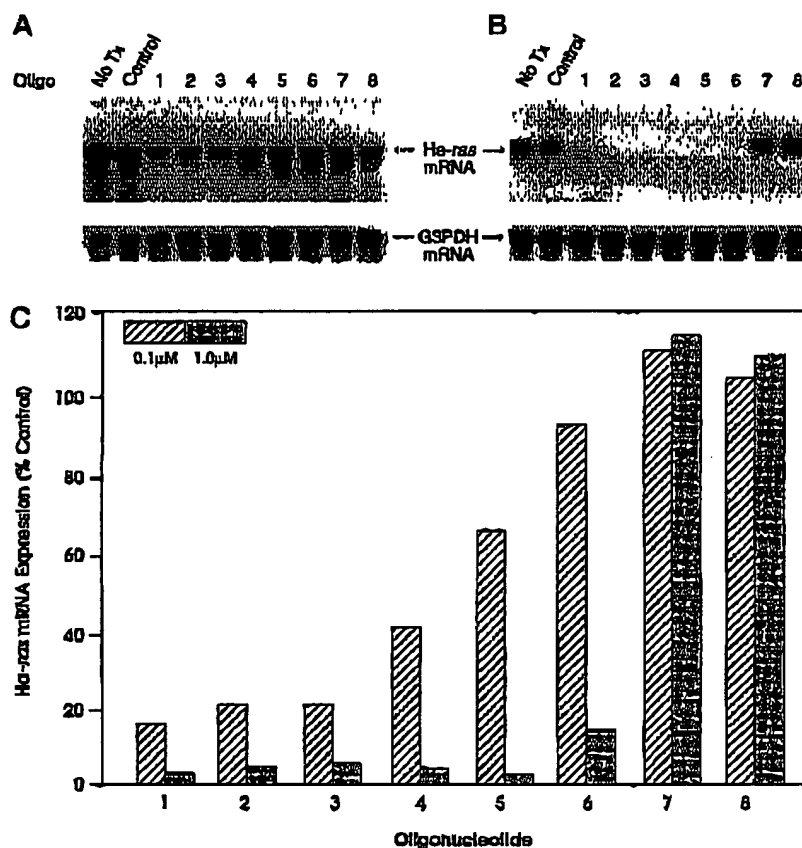 A
B
Oligo No Tx Control 1 2 3 4 5 6 7 8
No Tx Control 1 2 3 4 5 6 7 8
Ha-ras
mRNA
G3PDH
mRNA
C
0.1μM 1.0μM
Ha-ras mRNA Expression (% Control)
120
100
80
60
40
20
0
1 2 3 4 5 6 7 8
Oligonucleotide